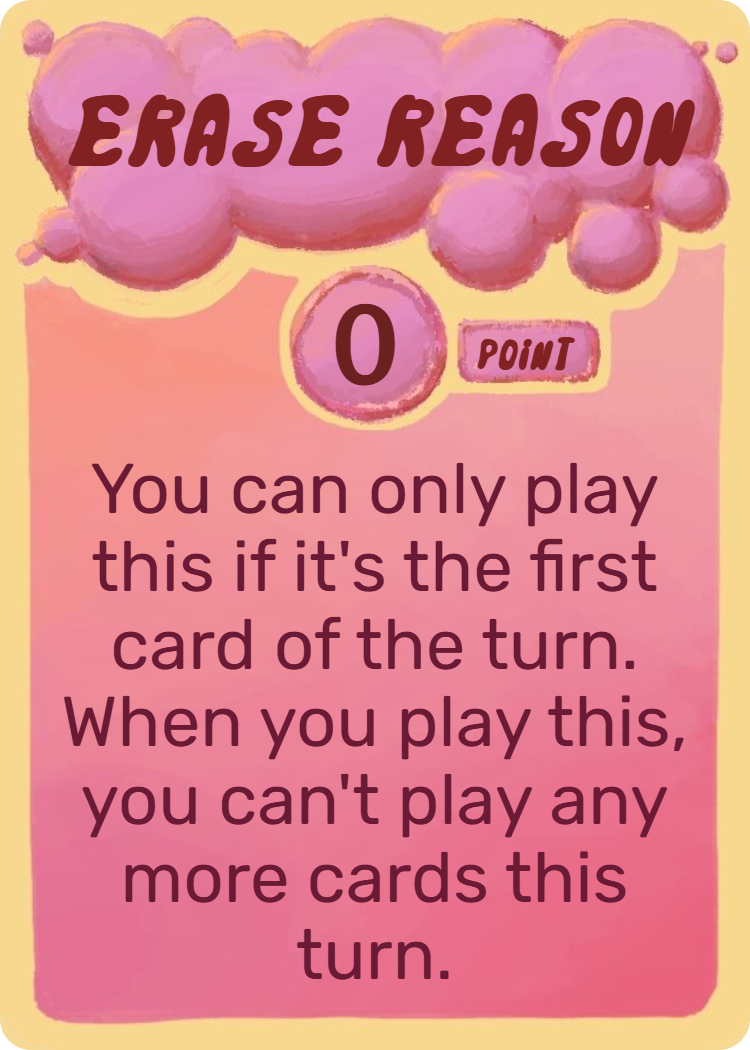 ERASE REASON
0
POINT
You can only play
this if it's the first
card of the turn.
When you play this,
you can't play any
more cards this
turn.